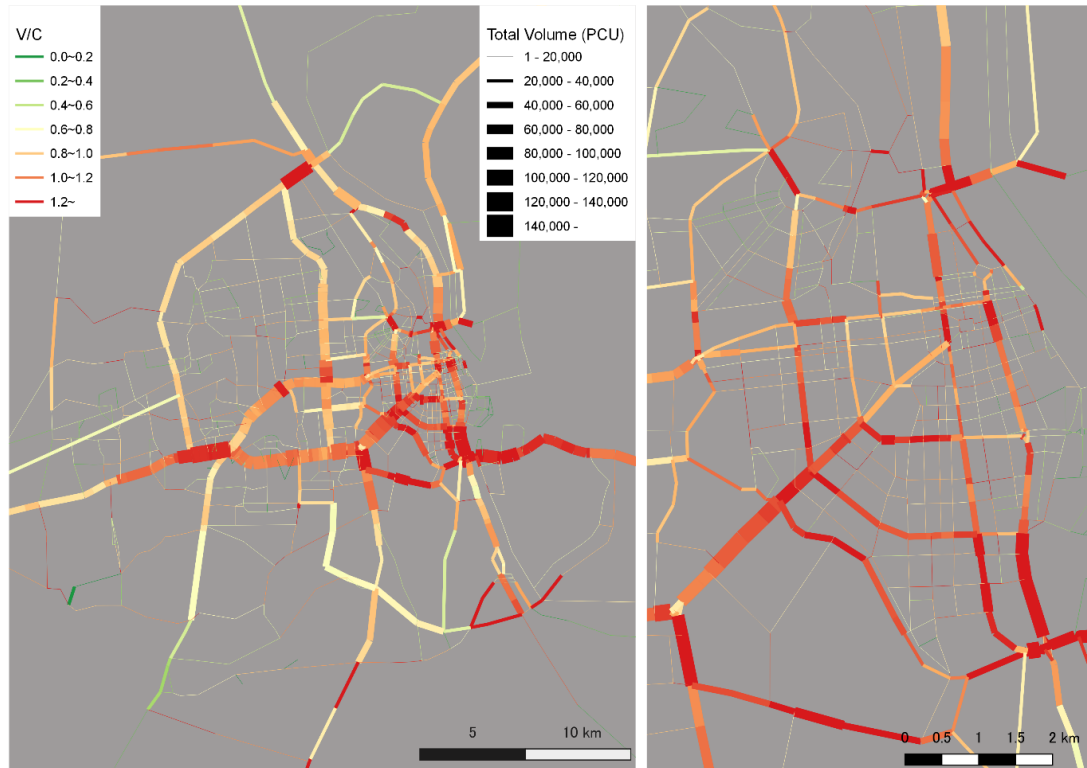 V/C
0.0~0.2
0.2~0.4
0.4~0.6
0.6~0.8
0.8~1.0
1.0~1.2
1.2~
Total Volume (PCU)
1 - 20,000
20,000 - 40,000
40,000 - 60,000
60,000 - 80,000
80,000 - 100,000
100,000 - 120,000
120,000 - 140,000
140,000 -
5 10 km
0 0.5 1 1.5 2 km